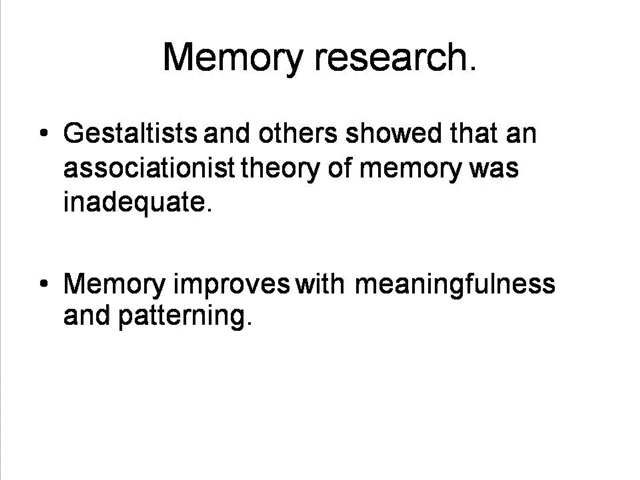 Memory research.
• Gestaltists and others showed that an
associationist theory of memory was
inadequate.
• Memory improves with meaningfulness
and patterning.